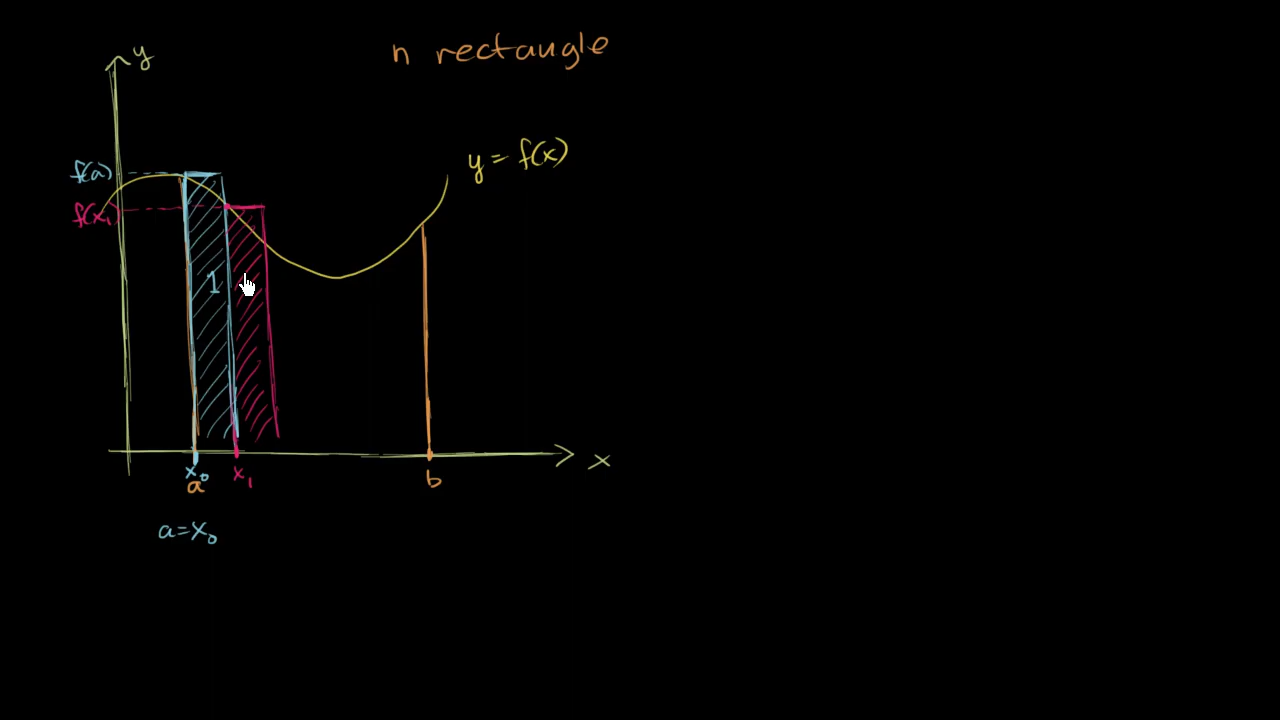 n rectangle
y
y = f(x)
f(a)
f(x₁)
1
x
x₀
x₁
a
b
a=x₀